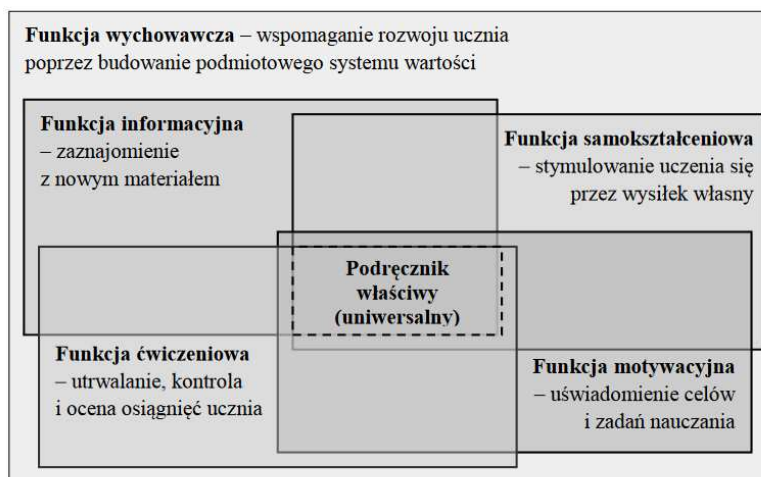 Funkcja wychowawcza – wspomaganie rozwoju ucznia
poprzez budowanie podmiotowego systemu wartości
Funkcja informacyjna
– zaznajomienie
z nowym materiałem
Funkcja samokształceniowa
– stymulowanie uczenia się
przez wysiłek własny
Podręcznik
właściwy
(uniwersalny)
Funkcja ćwiczeniowa
– utrwalanie, kontrola
i ocena osiągnięć ucznia
Funkcja motywacyjna
– uświadomienie celów
i zadań nauczania